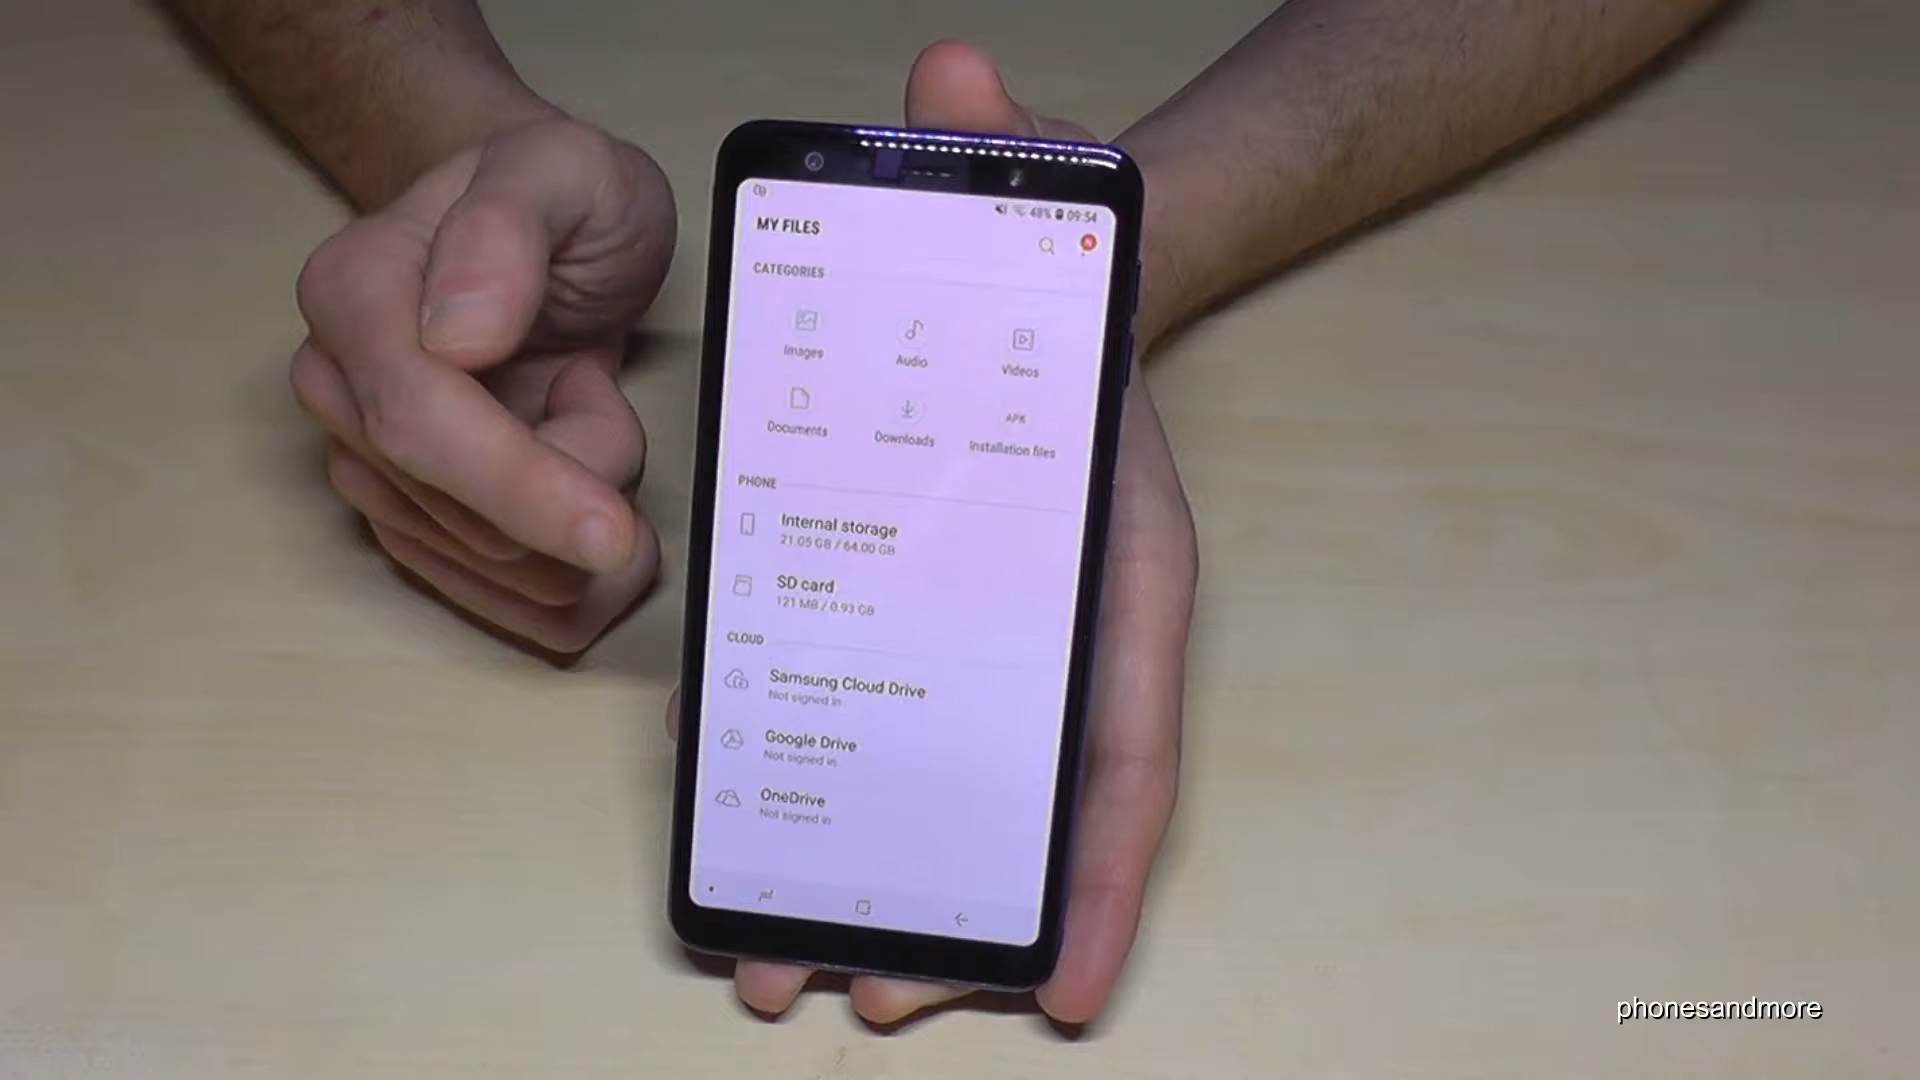 48% 09:54
MY FILES
N
CATEGORIES
Images
Audio
Videos
Documents
Downloads
APK
Installation files
PHONE
Internal storage
21.05 GB / 64.00 GB
SD card
121 MB / 0.93 GB
CLOUD
Samsung Cloud Drive
Not signed in
Google Drive
Not signed in
OneDrive
Not signed in
phonesandmore